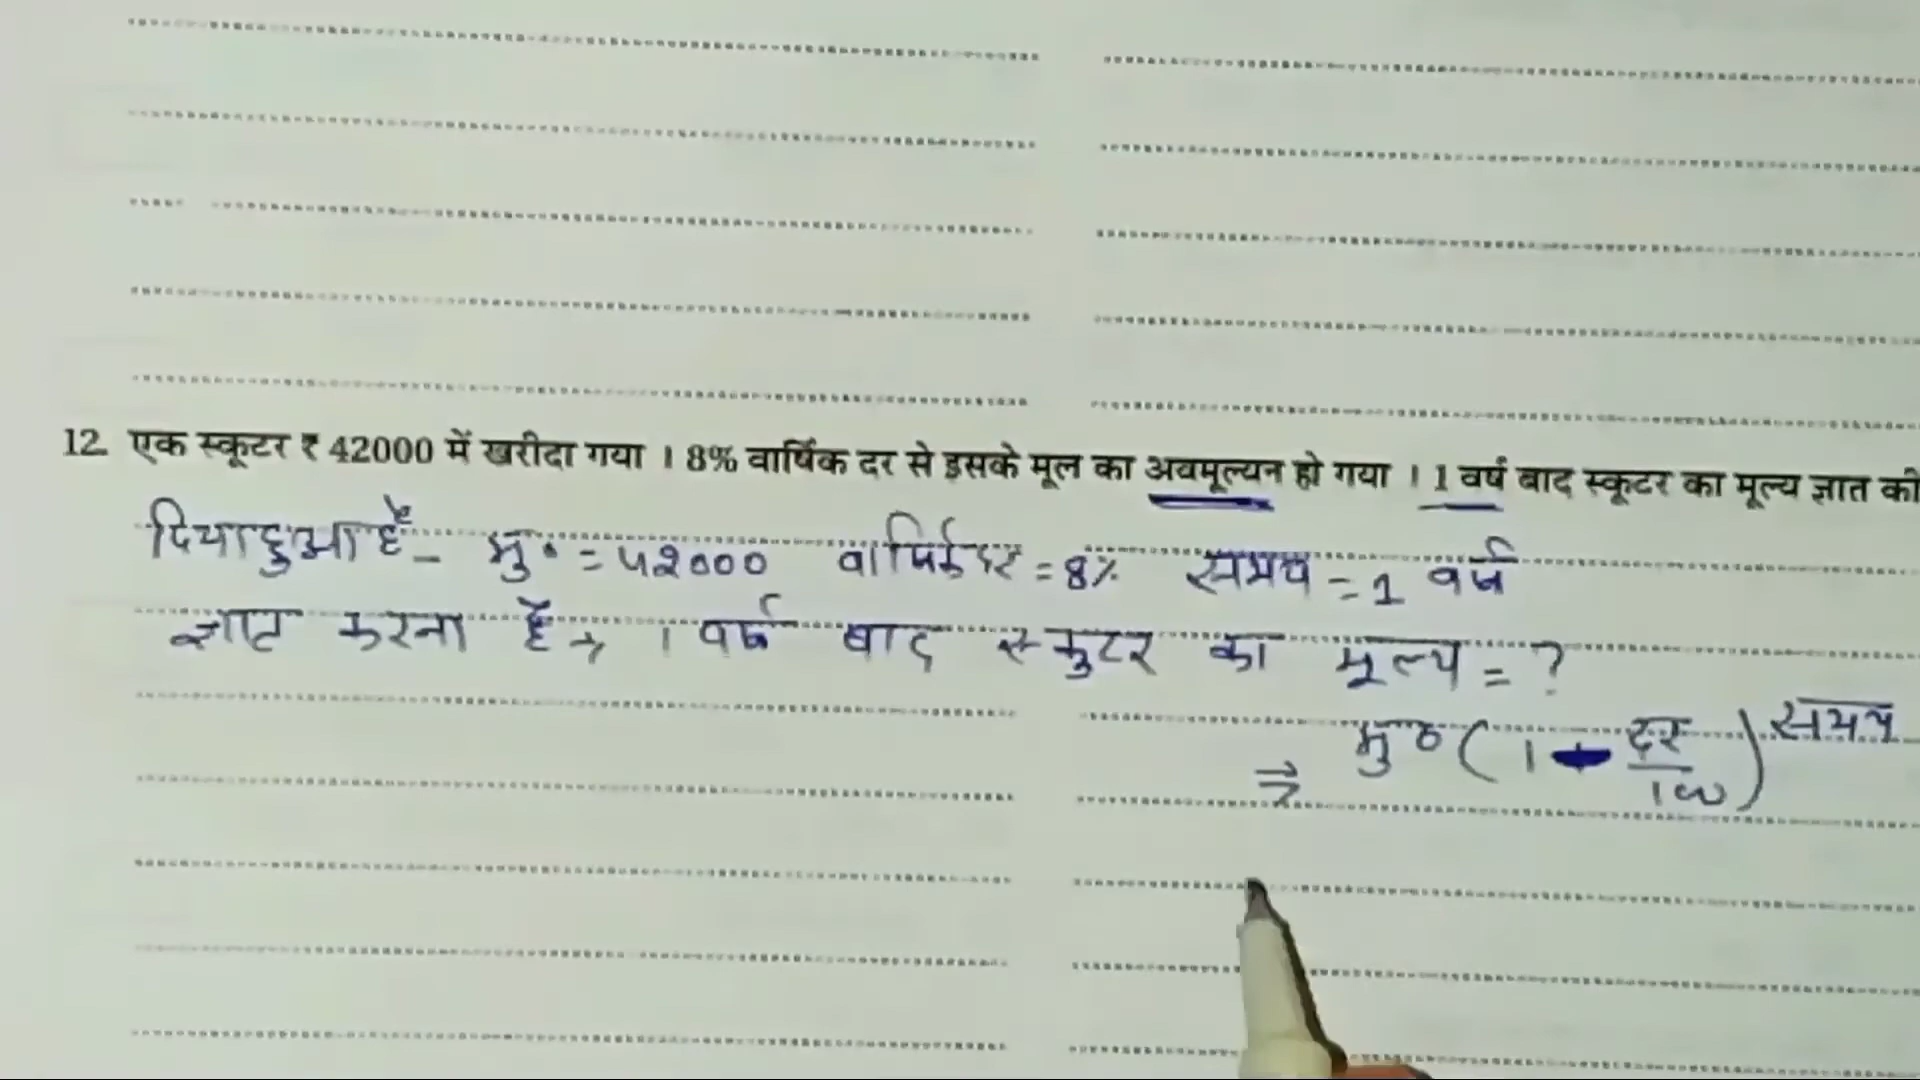 12. एक स्कूटर ₹ 42000 में खरीदा गया । 8% वार्षिक दर से इसके मूल का अवमूल्यन हो गया । 1 वर्ष बाद स्कूटर का मूल्य ज्ञात की
दिया हुआ है - मु॰ = 42000 वार्षिक दर = 8% समय = 1 वर्ष
ज्ञात करना है → 1 वर्ष बाद स्कुटर का मूल्य = ?
⇒ मु० ( 1 - दर/100 )^समय